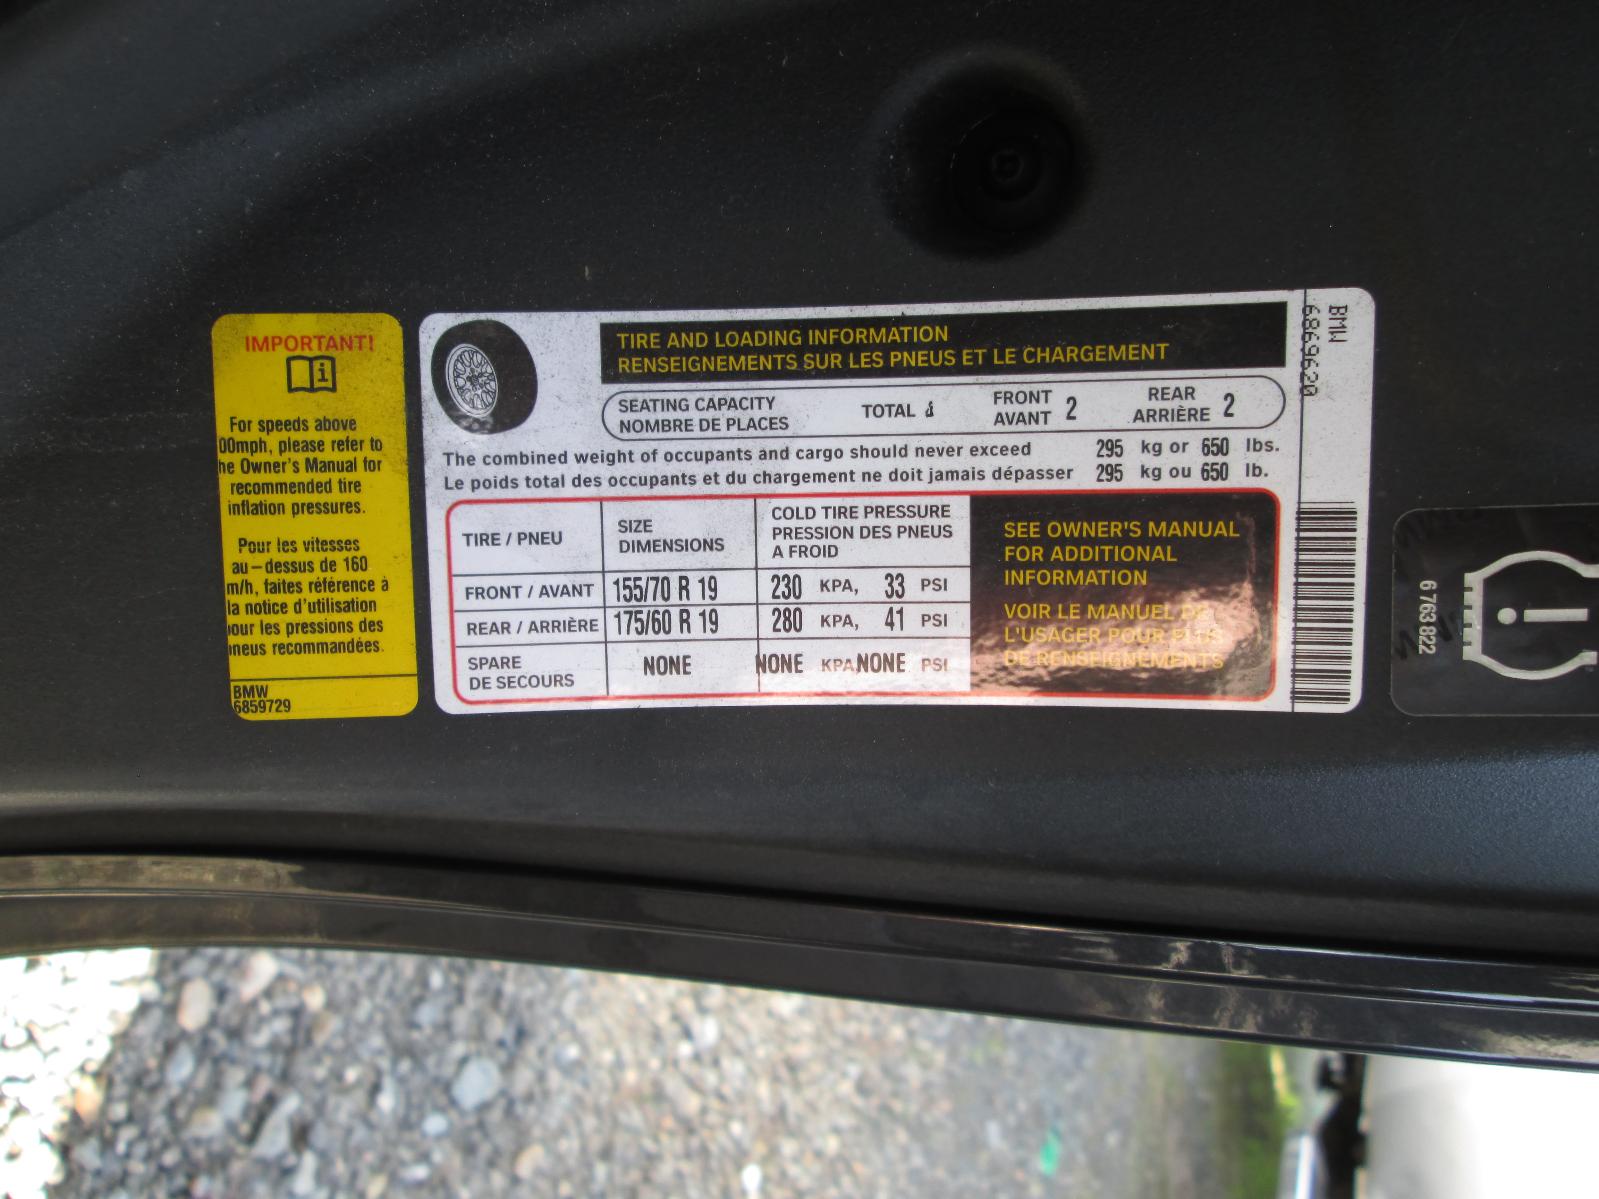 IMPORTANT!
For speeds above
00mph, please refer to
he Owner's Manual for
recommended tire
inflation pressures.
Pour les vitesses
au-dessus de 160
m/h, faites référence à
la notice d'utilisation
our les pressions des
neus recommandées.
BMW
6859729
TIRE AND LOADING INFORMATION
RENSEIGNEMENTS SUR LES PNEUS ET LE CHARGEMENT
SEATING CAPACITY
NOMBRE DE PLACES
TOTAL
FRONT
AVANT 2
REAR
ARRIÈRE 2
The combined weight of occupants and cargo should never exceed 295 kg or 650 lbs.
Le poids total des occupants et du chargement ne doit jamais dépasser 295 kg ou 650 lb.
TIRE / PNEU
SIZE
DIMENSIONS
COLD TIRE PRESSURE
PRESSION DES PNEUS
A FROID
FRONT / AVANT 155/70 R 19 230 KPA, 33 PSI
REAR / ARRIÈRE 175/60 R 19 280 KPA, 41 PSI
SPARE
DE SECOURS
NONE NONE KPA NONE PSI
SEE OWNER'S MANUAL
FOR ADDITIONAL
INFORMATION
VOIR LE MANUEL DE
L'USAGER POUR PLUS
DE RENSEIGNEMENTS
BMW
6869620
6 763 822